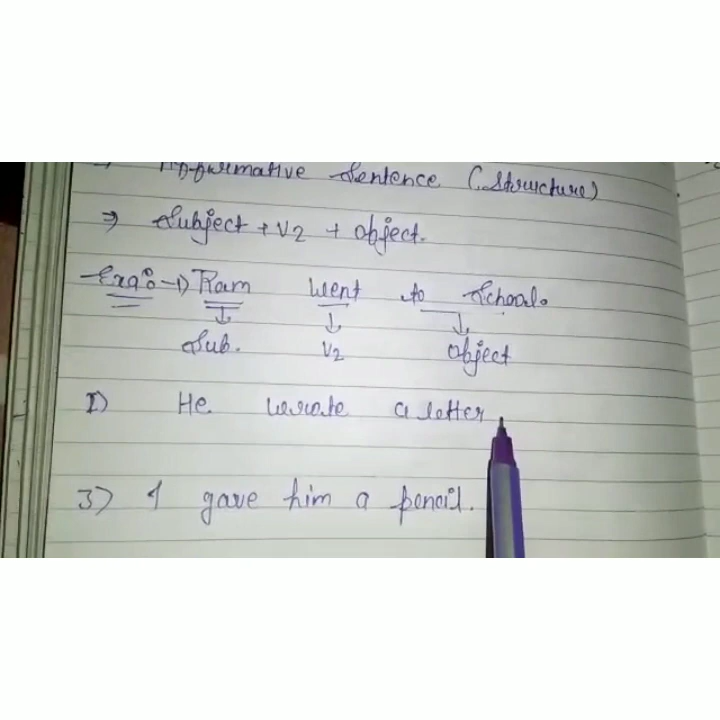 Affirmative Sentence (Structure)
⇒ Subject + V2 + Object.
Exa:-1) Ram went to School.
Sub. V2 Object
2) He wrote a letter
3) I gave him a pencil.